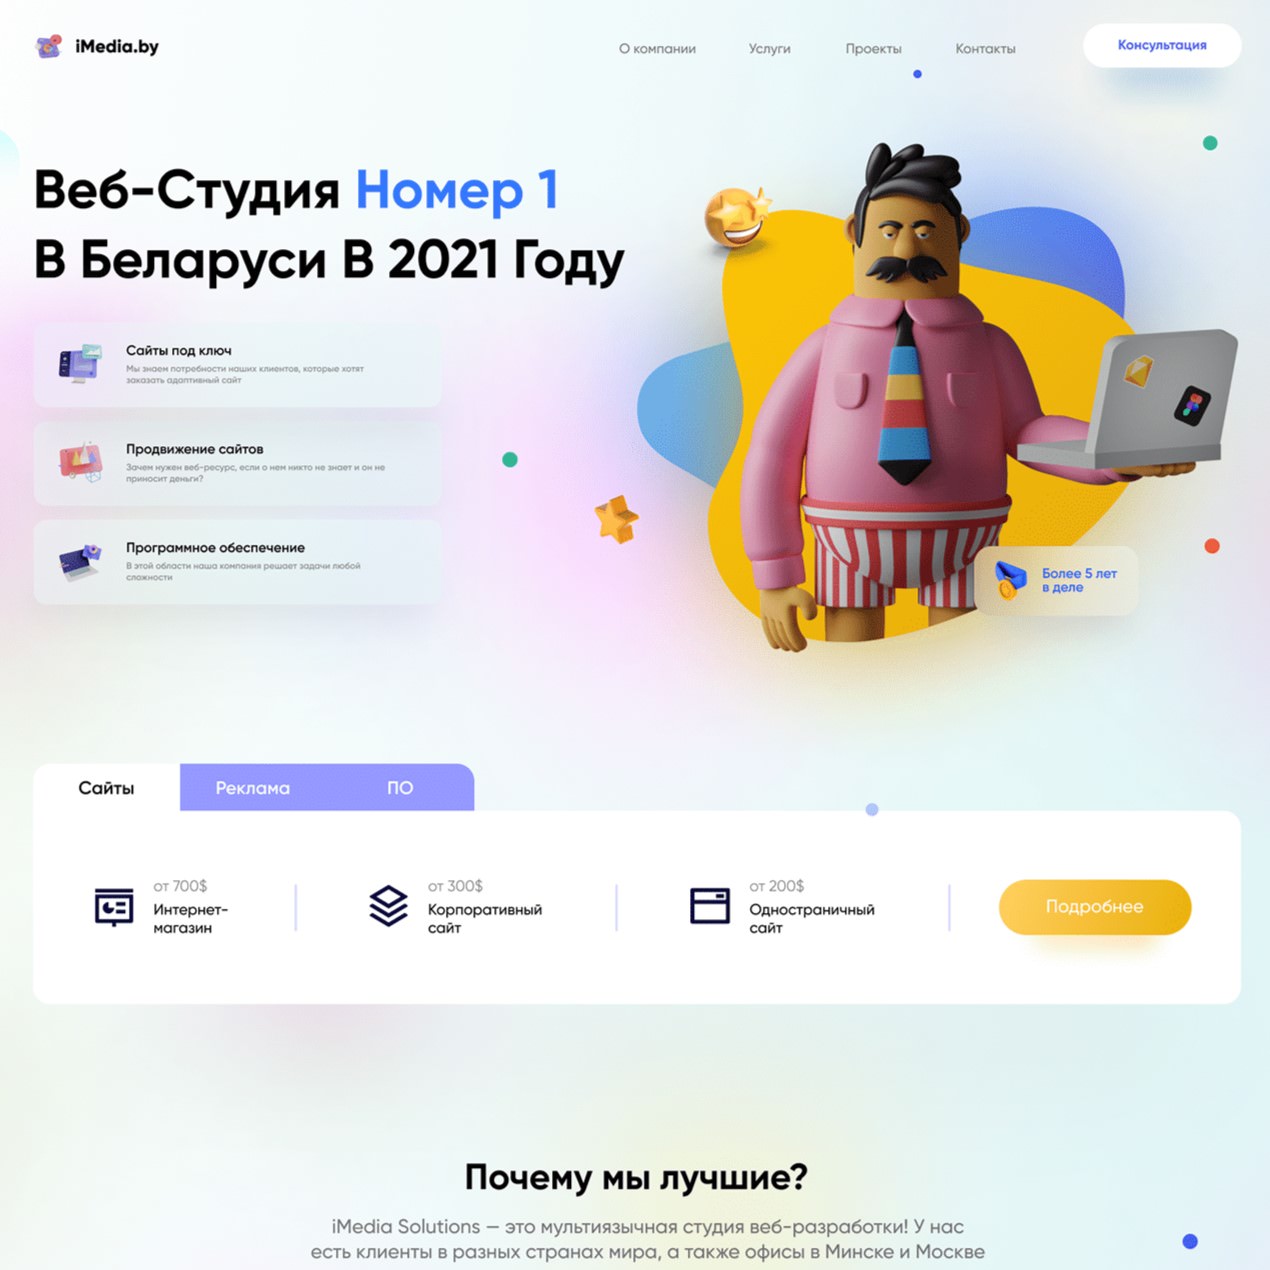 iMedia.by
О компании
Услуги
Проекты
Контакты
Консультация
Веб-Студия Номер 1
В Беларуси В 2021 Году
Сайты под ключ
Мы знаем потребности наших клиентов, которые хотят
заказать адаптивный сайт
Продвижение сайтов
Зачем нужен веб-ресурс, если о нем никто не знает и он не
приносит деньги?
Программное обеспечение
В этой области наша компания решает задачи любой
сложности
Более 5 лет
в деле
Сайты
Реклама
ПО
от 700$
Интернет-
магазин
от 300$
Корпоративный
сайт
от 200$
Одностраничный
сайт
Подробнее
Почему мы лучшие?
iMedia Solutions — это мультиязычная студия веб-разработки! У нас
есть клиенты в разных странах мира, а также офисы в Минске и Москве